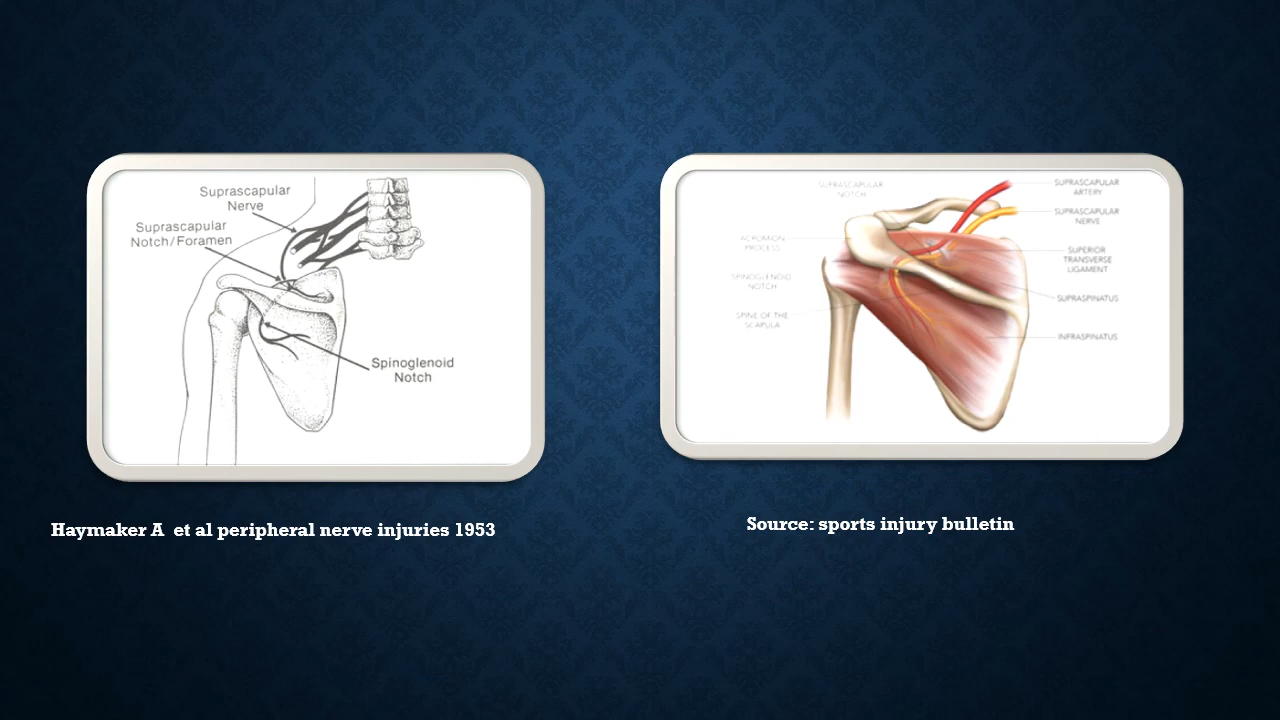 Suprascapular
Nerve
Suprascapular
Notch/Foramen
Spinoglenoid
Notch
Haymaker A  et al peripheral nerve injuries 1953
SUPRASCAPULAR
NOTCH
ACROMION
PROCESS
SPINOGLENOID
NOTCH
SPINE OF THE
SCAPULA
SUPRASCAPULAR
ARTERY
SUPRASCAPULAR
NERVE
SUPERIOR
TRANSVERSE
LIGAMENT
SUPRASPINATUS
INFRASPINATUS
Source: sports injury bulletin